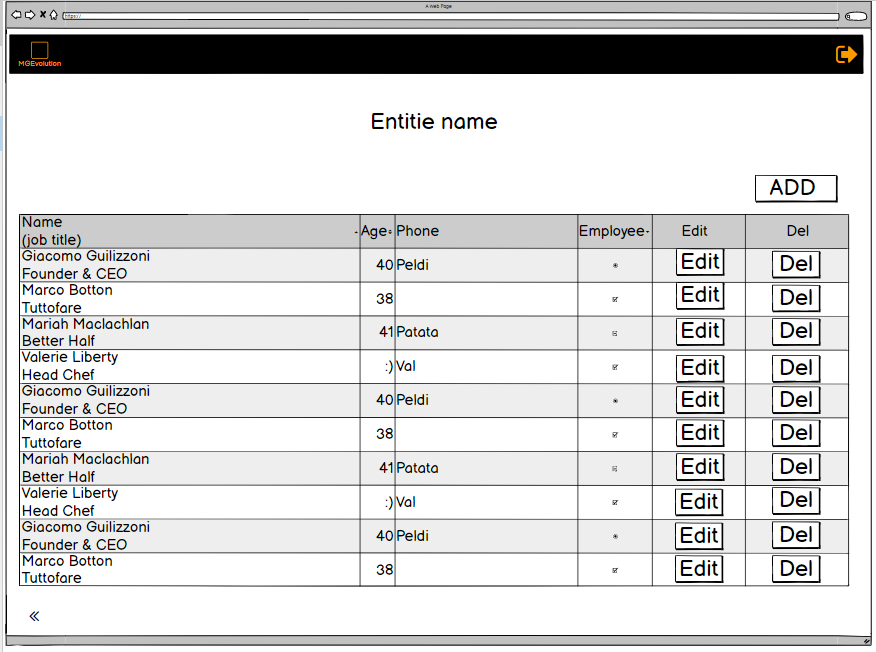 A Web Page
https://
MGEvolution
Entitie name
ADD
Name
(job title)
Age
Phone
Employee
Edit
Del
Giacomo Guilizzoni
Founder & CEO
40
Peldi
Edit
Del
Marco Botton
Tuttofare
38
Edit
Del
Mariah Maclachlan
Better Half
41
Patata
Edit
Del
Valerie Liberty
Head Chef
:)
Val
Edit
Del
Giacomo Guilizzoni
Founder & CEO
40
Peldi
Edit
Del
Marco Botton
Tuttofare
38
Edit
Del
Mariah Maclachlan
Better Half
41
Patata
Edit
Del
Valerie Liberty
Head Chef
:)
Val
Edit
Del
Giacomo Guilizzoni
Founder & CEO
40
Peldi
Edit
Del
Marco Botton
Tuttofare
38
Edit
Del
«